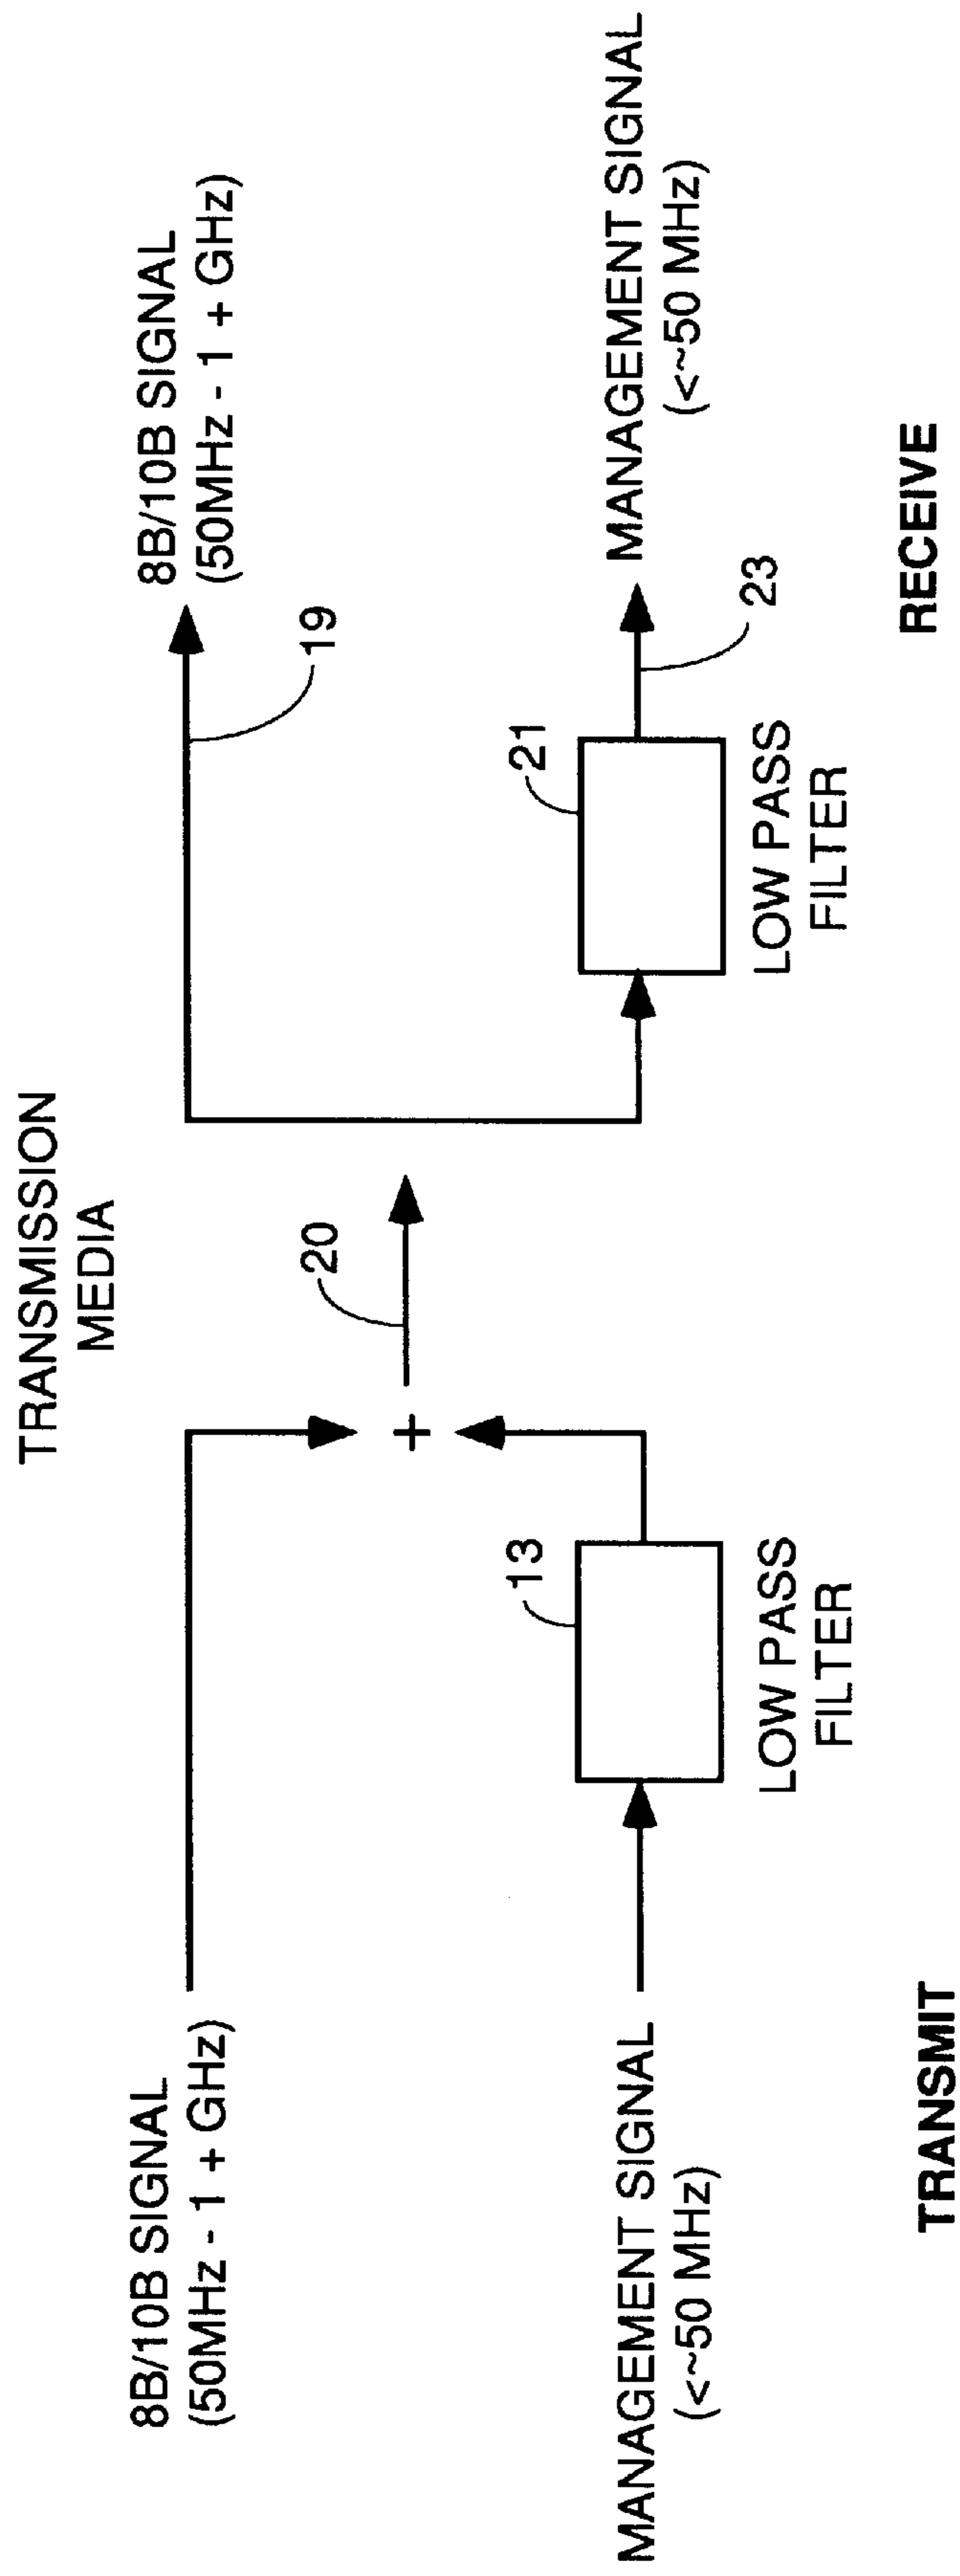 TRANSMISSION
MEDIA
8B/10B SIGNAL
(50MHz - 1 + GHz)
20
19
8B/10B SIGNAL
(50MHz - 1 + GHz)
+
MANAGEMENT SIGNAL
(<~50 MHz)
13
LOW PASS
FILTER
21
LOW PASS
FILTER
23
MANAGEMENT SIGNAL
(<~50 MHz)
TRANSMIT
RECEIVE